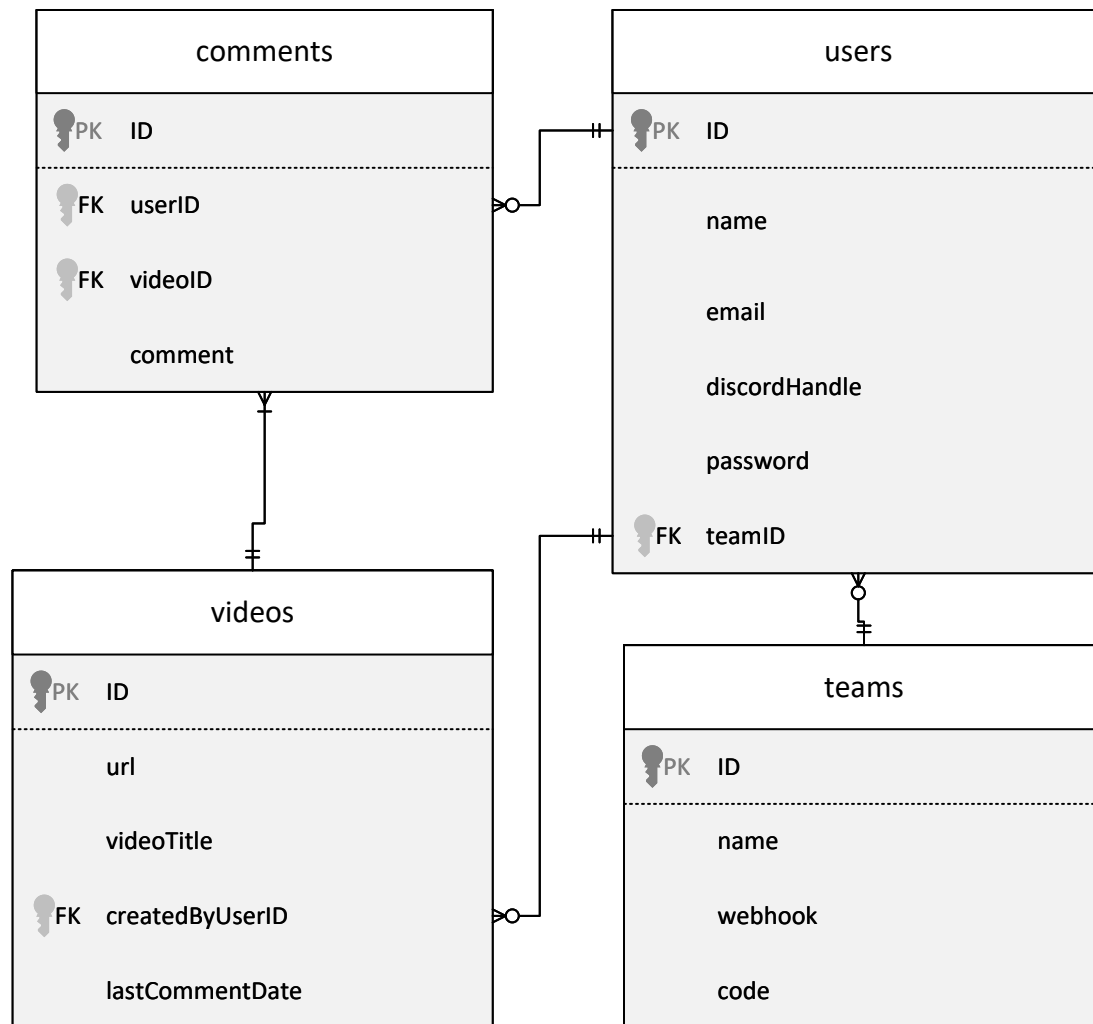 comments
PK ID
FK userID
FK videoID
comment
users
PK ID
name
email
discordHandle
password
FK teamID
videos
PK ID
url
videoTitle
FK createdByUserID
lastCommentDate
teams
PK ID
name
webhook
code